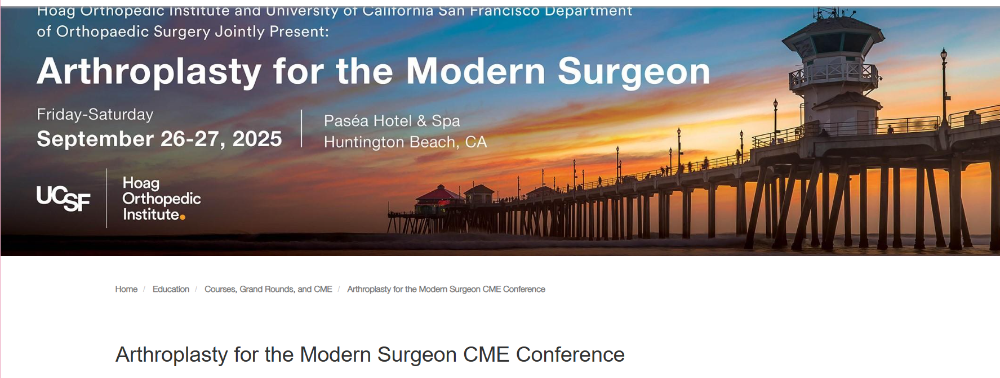 Hoag Orthopedic Institute and University of California San Francisco Department
of Orthopaedic Surgery Jointly Present:
Arthroplasty for the Modern Surgeon
Friday-Saturday
September 26-27, 2025
Paséa Hotel & Spa
Huntington Beach, CA
UCSF
Hoag
Orthopedic
Institute.
Home / Education / Courses, Grand Rounds, and CME / Arthroplasty for the Modern Surgeon CME Conference
Arthroplasty for the Modern Surgeon CME Conference